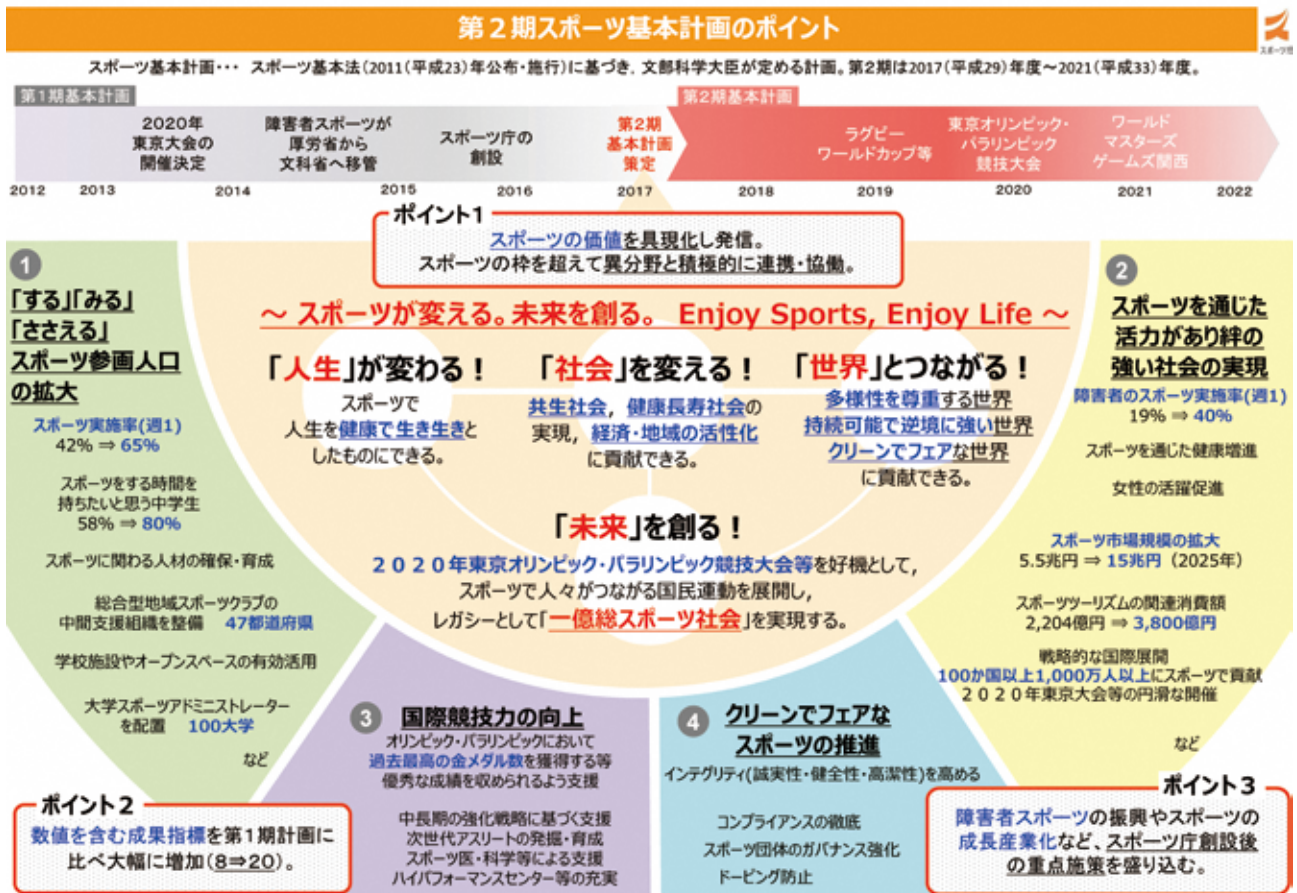 第２期スポーツ基本計画のポイント
スポーツ庁
スポーツ基本計画・・・ スポーツ基本法(2011(平成23)年公布・施行)に基づき、文部科学大臣が定める計画。第2期は2017(平成29)年度～2021(平成33)年度。
第1期基本計画
第2期基本計画
2020年
東京大会の
開催決定
障害者スポーツが
厚労省から
文科省へ移管
スポーツ庁の
創設
第2期
基本計画
策定
ラグビー
ワールドカップ等
東京オリンピック・
パラリンピック
競技大会
ワールド
マスターズ
ゲームズ関西
2012 2013 2014 2015 2016 2017 2018 2019 2020 2021 2022
ポイント1
スポーツの価値を具現化し発信。
スポーツの枠を超えて異分野と積極的に連携・協働。
～ スポーツが変える。未来を創る。 Enjoy Sports, Enjoy Life ～
「人生」が変わる！
スポーツで
人生を健康で生き生きと
したものにできる。
「社会」を変える！
共生社会，健康長寿社会の
実現，経済・地域の活性化
に貢献できる。
「世界」とつながる！
多様性を尊重する世界
持続可能で逆境に強い世界
クリーンでフェアな世界
に貢献できる。
「未来」を創る！
２０２０年東京オリンピック・パラリンピック競技大会等を好機として，
スポーツで人々がつながる国民運動を展開し，
レガシーとして「一億総スポーツ社会」を実現する。
1
「する」「みる」
「ささえる」
スポーツ参画人口
の拡大
スポーツ実施率(週1)
42% ⇒ 65%
スポーツをする時間を
持ちたいと思う中学生
58% ⇒ 80%
スポーツに関わる人材の確保・育成
総合型地域スポーツクラブの
中間支援組織を整備 47都道府県
学校施設やオープンスペースの有効活用
大学スポーツアドミニストレーター
を配置 100大学
など
2
スポーツを通じた
活力があり絆の
強い社会の実現
障害者のスポーツ実施率(週1)
19% ⇒ 40%
スポーツを通じた健康増進
女性の活躍促進
スポーツ市場規模の拡大
5.5兆円 ⇒ 15兆円 (2025年)
スポーツツーリズムの関連消費額
2,204億円 ⇒ 3,800億円
戦略的な国際展開
100か国以上1,000万人以上にスポーツで貢献
２０２０年東京大会等の円滑な開催
など
3
国際競技力の向上
オリンピック・パラリンピックにおいて
過去最高の金メダル数を獲得する等
優秀な成績を収められるよう支援
中長期の強化戦略に基づく支援
次世代アスリートの発掘・育成
スポーツ医・科学等による支援
ハイパフォーマンスセンター等の充実
4
クリーンでフェアな
スポーツの推進
インテグリティ(誠実性・健全性・高潔性)を高める
コンプライアンスの徹底
スポーツ団体のガバナンス強化
ドーピング防止
ポイント2
数値を含む成果指標を第1期計画に
比べ大幅に増加(8⇒20)。
ポイント3
障害者スポーツの振興やスポーツの
成長産業化など、スポーツ庁創設後
の重点施策を盛り込む。